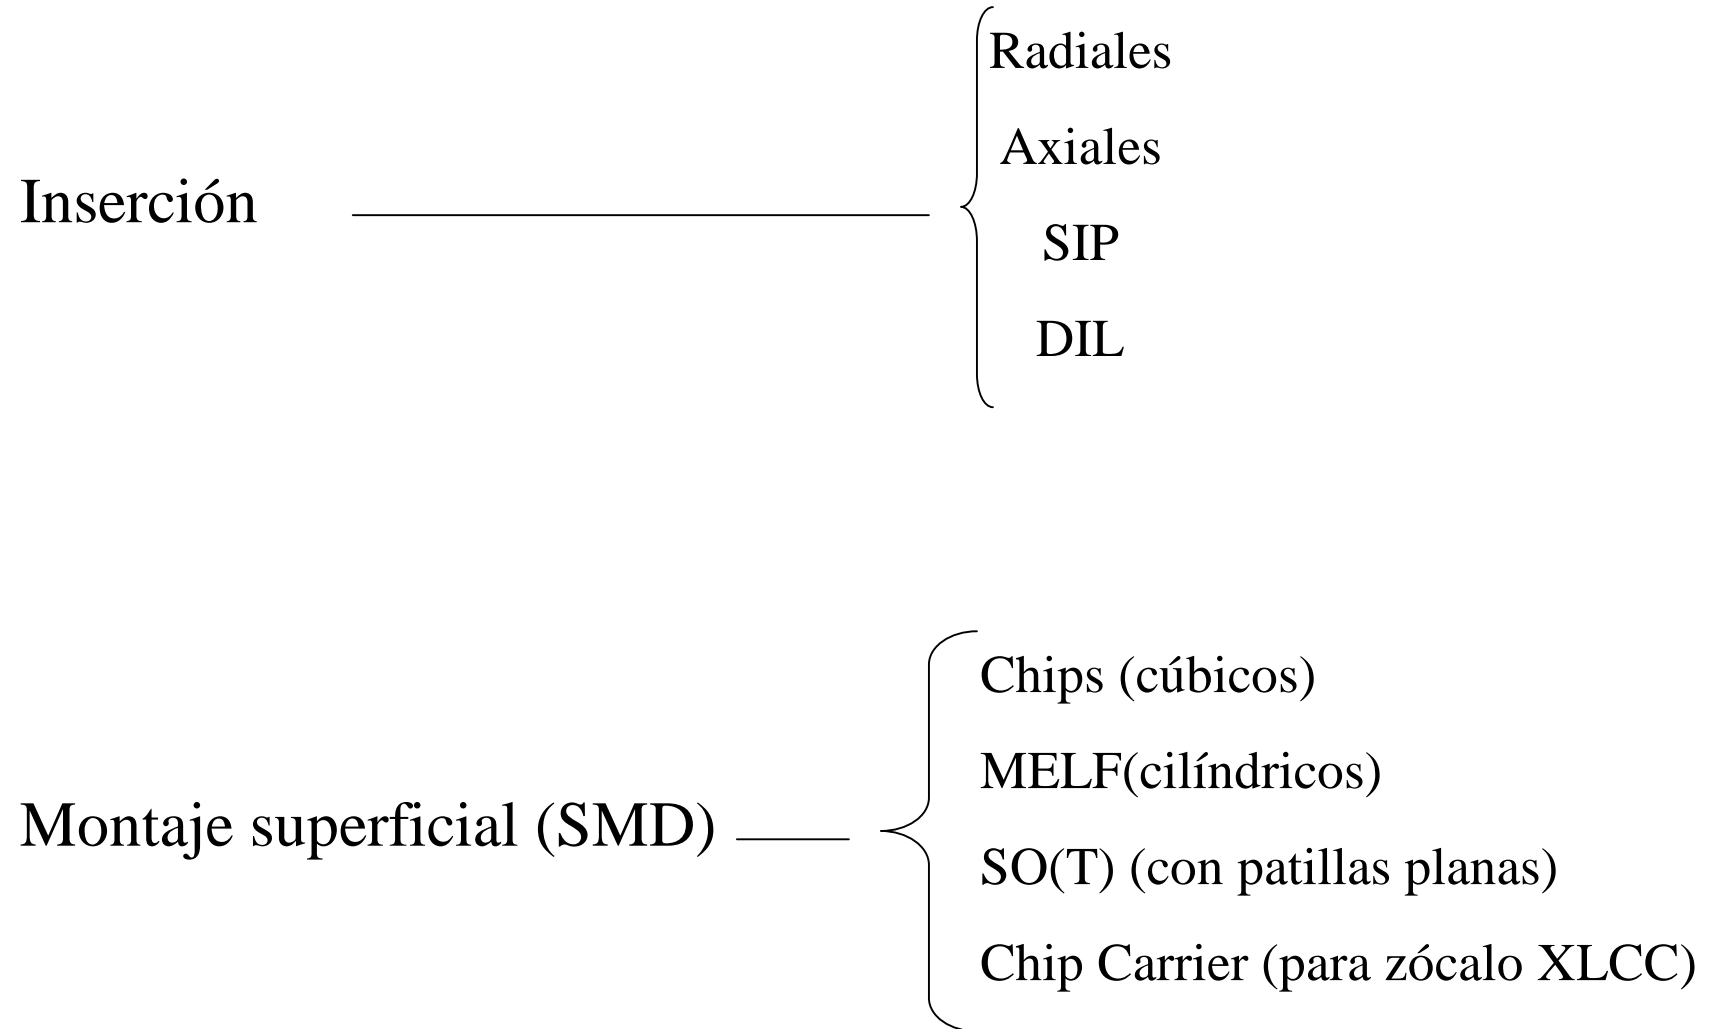 Radiales
Axiales
Inserción
SIP
DIL
Chips (cúbicos)
MELF(cilíndricos)
Montaje superficial (SMD)
SO(T) (con patillas planas)
Chip Carrier (para zócalo XLCC)